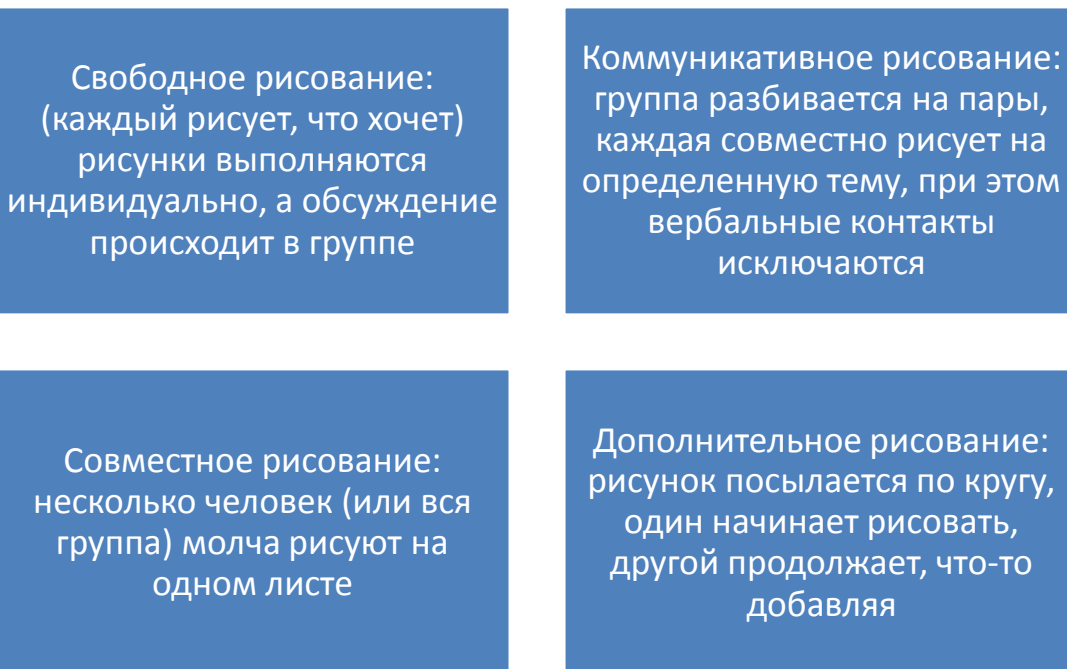 Свободное рисование:
(каждый рисует, что хочет)
рисунки выполняются
индивидуально, а обсуждение
происходит в группе
Коммуникативное рисование:
группа разбивается на пары,
каждая совместно рисует на
определенную тему, при этом
вербальные контакты
исключаются
Совместное рисование:
несколько человек (или вся
группа) молча рисуют на
одном листе
Дополнительное рисование:
рисунок посылается по кругу,
один начинает рисовать,
другой продолжает, что-то
добавляя